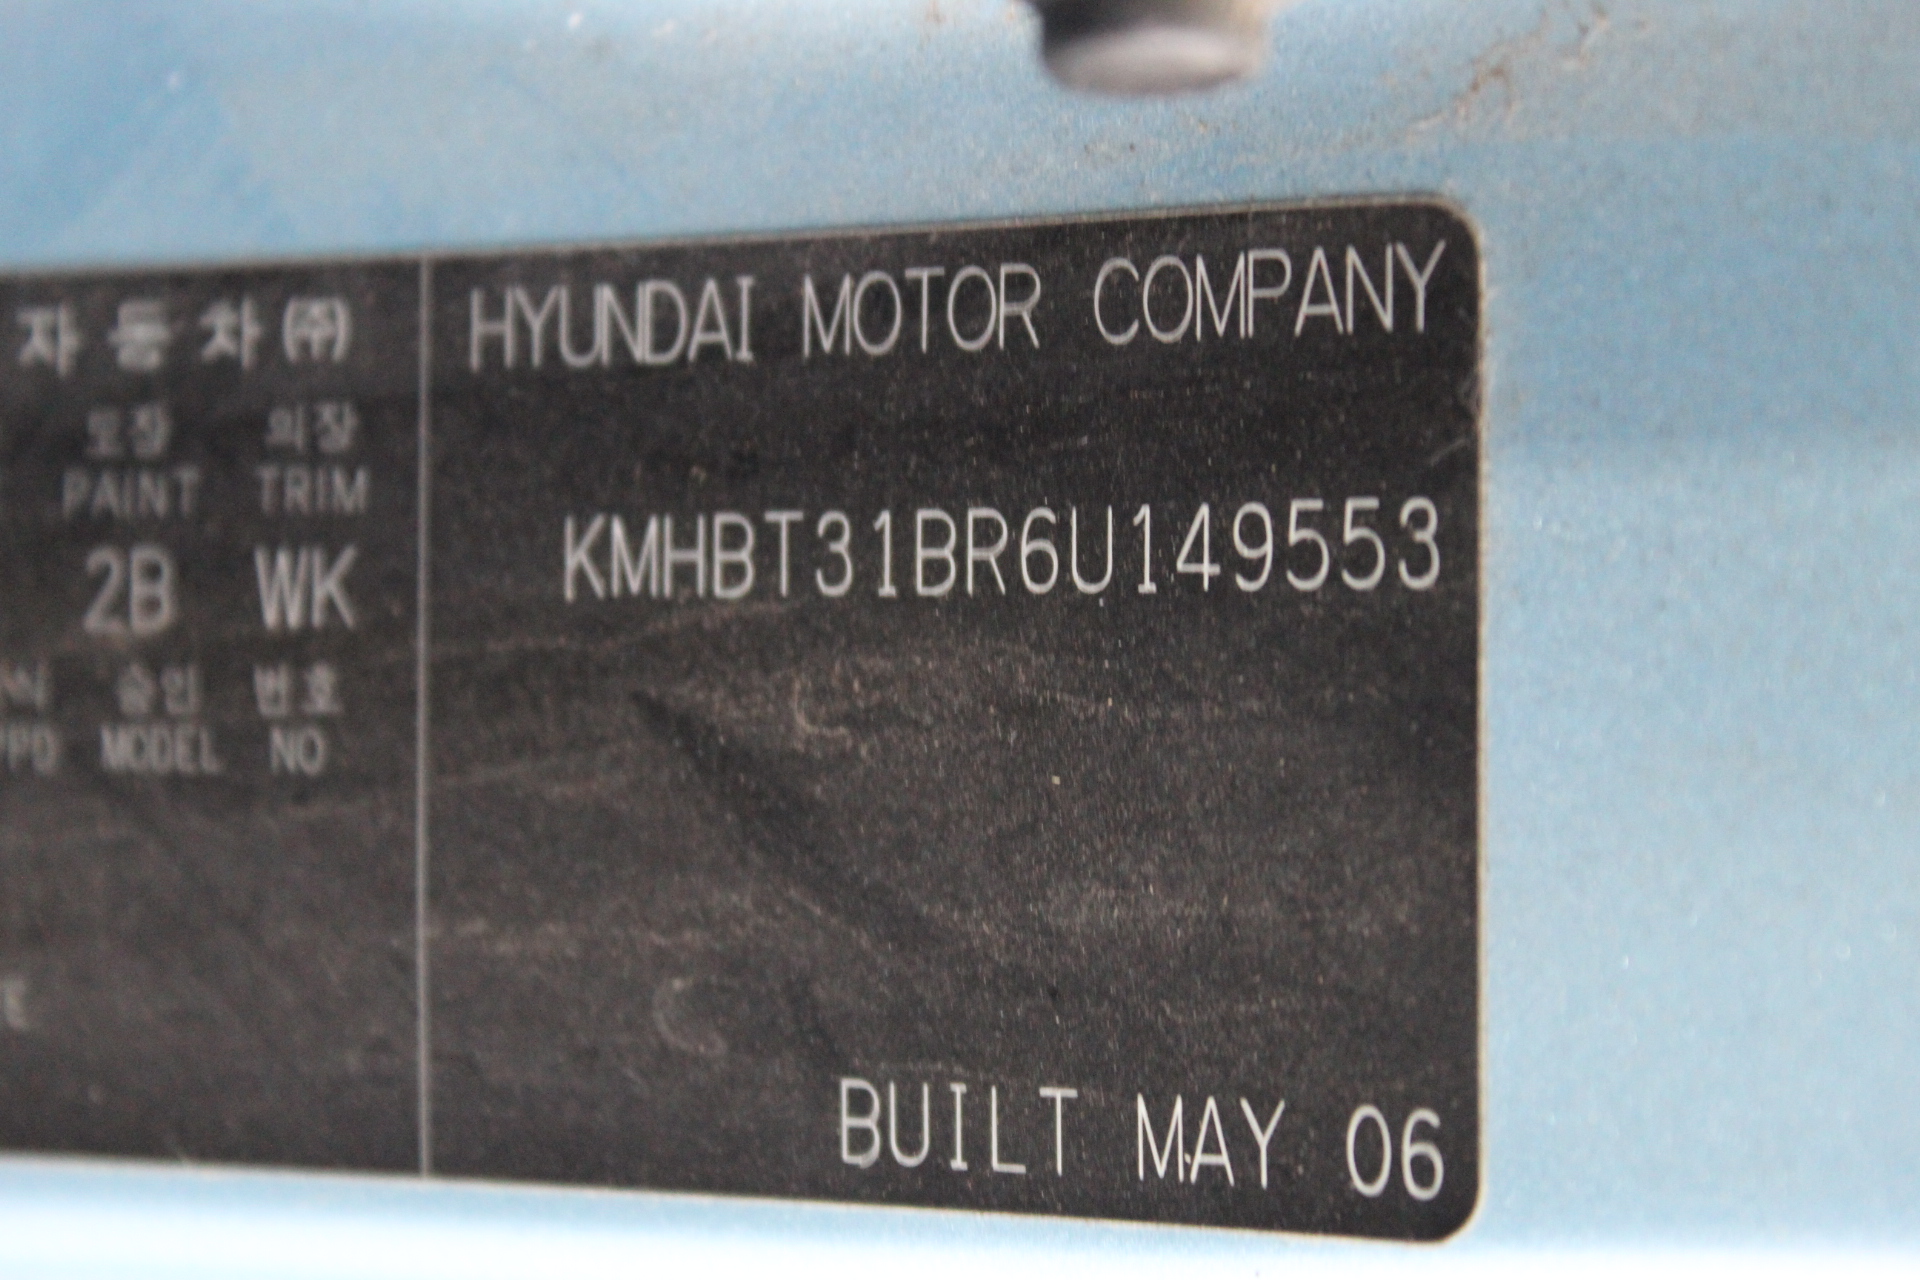 자동차㈜ HYUNDAI MOTOR COMPANY
도장 의장
PAINT TRIM
KMHBT31BR6U149553
2B WK
승인 번호
MODEL NO
BUILT MAY 06